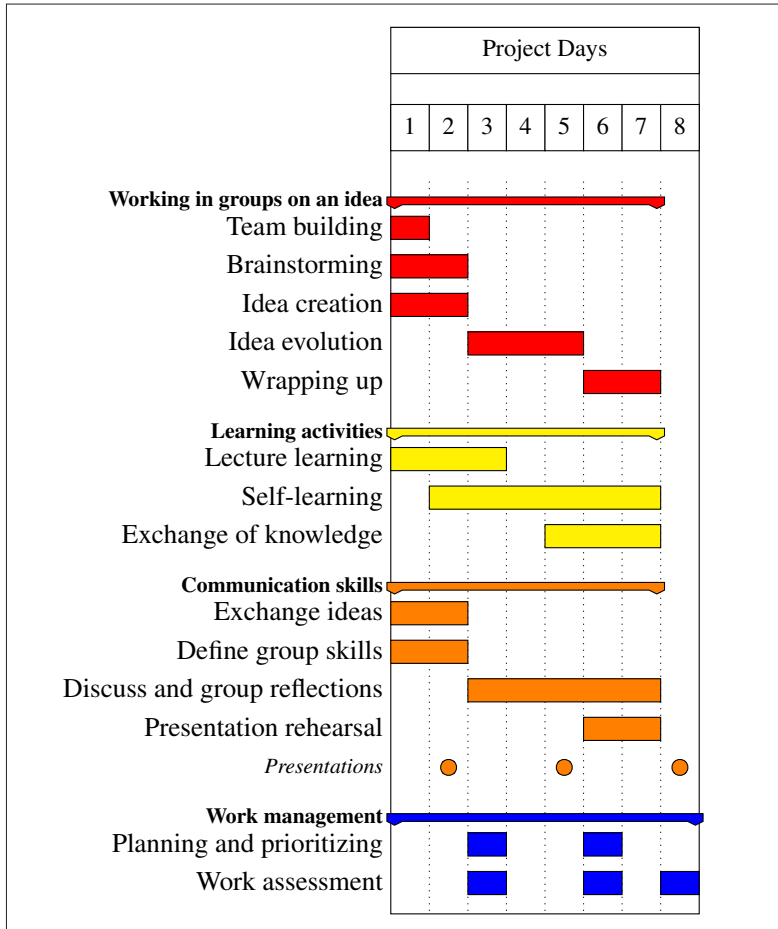 Project Days
1 2 3 4 5 6 7 8
Working in groups on an idea
Team building
Brainstorming
Idea creation
Idea evolution
Wrapping up
Learning activities
Lecture learning
Self-learning
Exchange of knowledge
Communication skills
Exchange ideas
Define group skills
Discuss and group reflections
Presentation rehearsal
Presentations
Work management
Planning and prioritizing
Work assessment